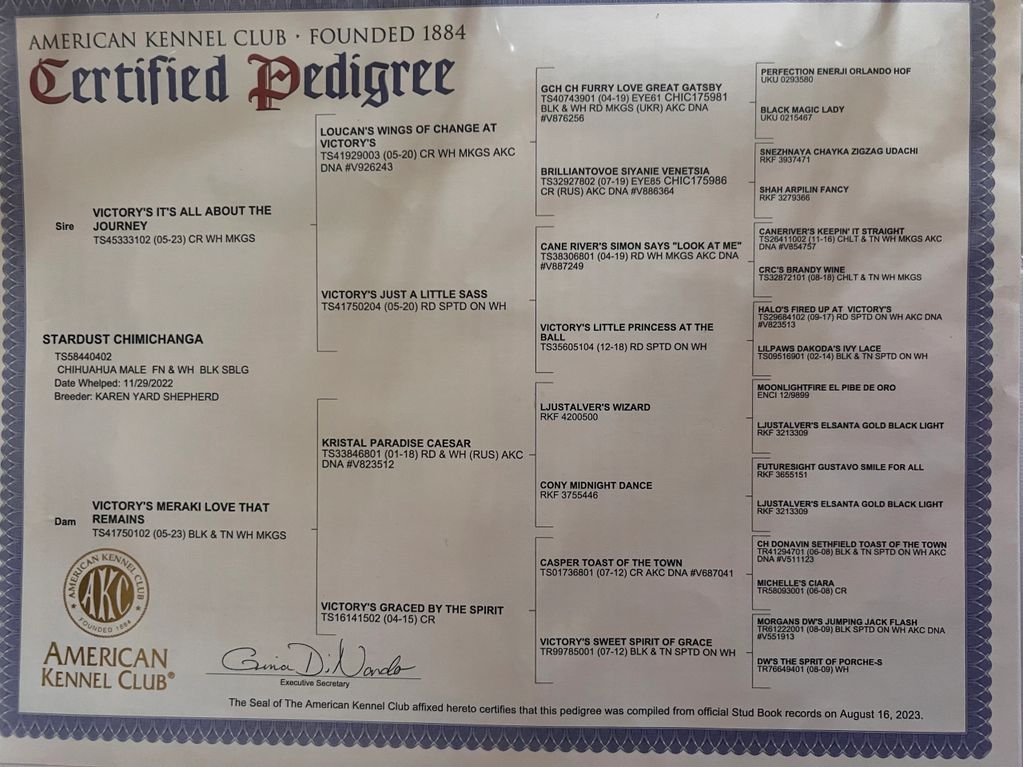 AMERICAN KENNEL CLUB · FOUNDED 1884
Certified Pedigree
Sire
VICTORY'S IT'S ALL ABOUT THE
JOURNEY
TS45333102 (05-23) CR WH MKGS
STARDUST CHIMICHANGA
TS58440402
CHIHUAHUA MALE FN & WH BLK SBLG
Date Whelped: 11/29/2022
Breeder: KAREN YARD SHEPHERD
Dam
VICTORY'S MERAKI LOVE THAT
REMAINS
TS41750102 (05-23) BLK & TN WH MKGS
LOUCAN'S WINGS OF CHANGE AT
VICTORY'S
TS41929003 (05-20) CR WH MKGS AKC
DNA #V926243
VICTORY'S JUST A LITTLE SASS
TS41750204 (05-20) RD SPTD ON WH
KRISTAL PARADISE CAESAR
TS33846801 (01-18) RD & WH (RUS) AKC
DNA #V823512
VICTORY'S GRACED BY THE SPIRIT
TS16141502 (04-15) CR
GCH CH FURRY LOVE GREAT GATSBY
TS40743901 (04-19) EYE61 CHIC175981
BLK & WH RD MKGS (UKR) AKC DNA
#V876256
BRILLIANTOVOE SIYANIE VENETSIA
TS32927802 (07-19) EYE85 CHIC175986
CR (RUS) AKC DNA #V886364
CANE RIVER'S SIMON SAYS "LOOK AT ME"
TS38306801 (04-19) RD WH MKGS AKC DNA
#V887249
VICTORY'S LITTLE PRINCESS AT THE
BALL
TS35605104 (12-18) RD SPTD ON WH
LJUSTALVER'S WIZARD
RKF 4200500
CONY MIDNIGHT DANCE
RKF 3755446
CASPER TOAST OF THE TOWN
TS01736801 (07-12) CR AKC DNA #V687041
VICTORY'S SWEET SPIRIT OF GRACE
TR99785001 (07-12) BLK & TN SPTD ON WH
PERFECTION ENERJI ORLANDO HOF
UKU 0293580
BLACK MAGIC LADY
UKU 0215467
SNEZHNAYA CHAYKA ZIGZAG UDACHI
RKF 3937471
SHAH ARPILIN FANCY
RKF 3279366
CANERIVER'S KEEPIN' IT STRAIGHT
TS26411002 (11-16) CHLT & TN WH MKGS AKC
DNA #V854757
CRC'S BRANDY WINE
TS32872101 (08-18) CHLT & TN WH MKGS
HALO'S FIRED UP AT VICTORY'S
TS29684102 (09-17) RD SPTD ON WH AKC DNA
#V823513
LILPAWS DAKODA'S IVY LACE
TS09516901 (02-14) BLK & TN SPTD ON WH
MOONLIGHTFIRE EL PIBE DE ORO
ENCI 12/9899
LJUSTALVER'S ELSANTA GOLD BLACK LIGHT
RKF 3213309
FUTURESIGHT GUSTAVO SMILE FOR ALL
RKF 3655151
LJUSTALVER'S ELSANTA GOLD BLACK LIGHT
RKF 3213309
CH DONAVIN SETHFIELD TOAST OF THE TOWN
TR41294701 (06-08) BLK & TN SPTD ON WH AKC
DNA #V511123
MICHELLE'S CIARA
TR58093001 (06-08) CR
MORGANS DW'S JUMPING JACK FLASH
TR61222001 (08-09) BLK SPTD ON WH AKC DNA
#V551913
DW'S THE SPRIT OF PORCHE-S
TR76649401 (08-09) WH
AMERICAN KENNEL CLUB
AKC
FOUNDED 1884
AMERICAN
KENNEL CLUB®
Gina DiNardo
Executive Secretary
The Seal of The American Kennel Club affixed hereto certifies that this pedigree was compiled from official Stud Book records on August 16, 2023.